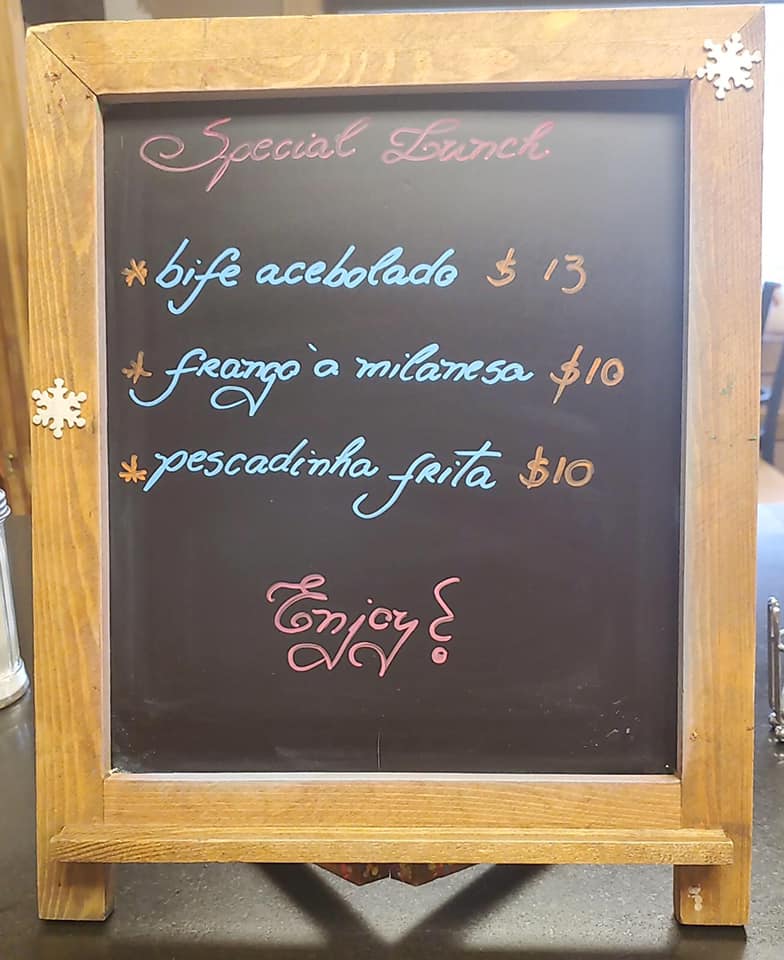 Special Lunch
* bife acebolado $ 13
* frango à milanesa $10
* pescadinha frita $10
Enjoy!